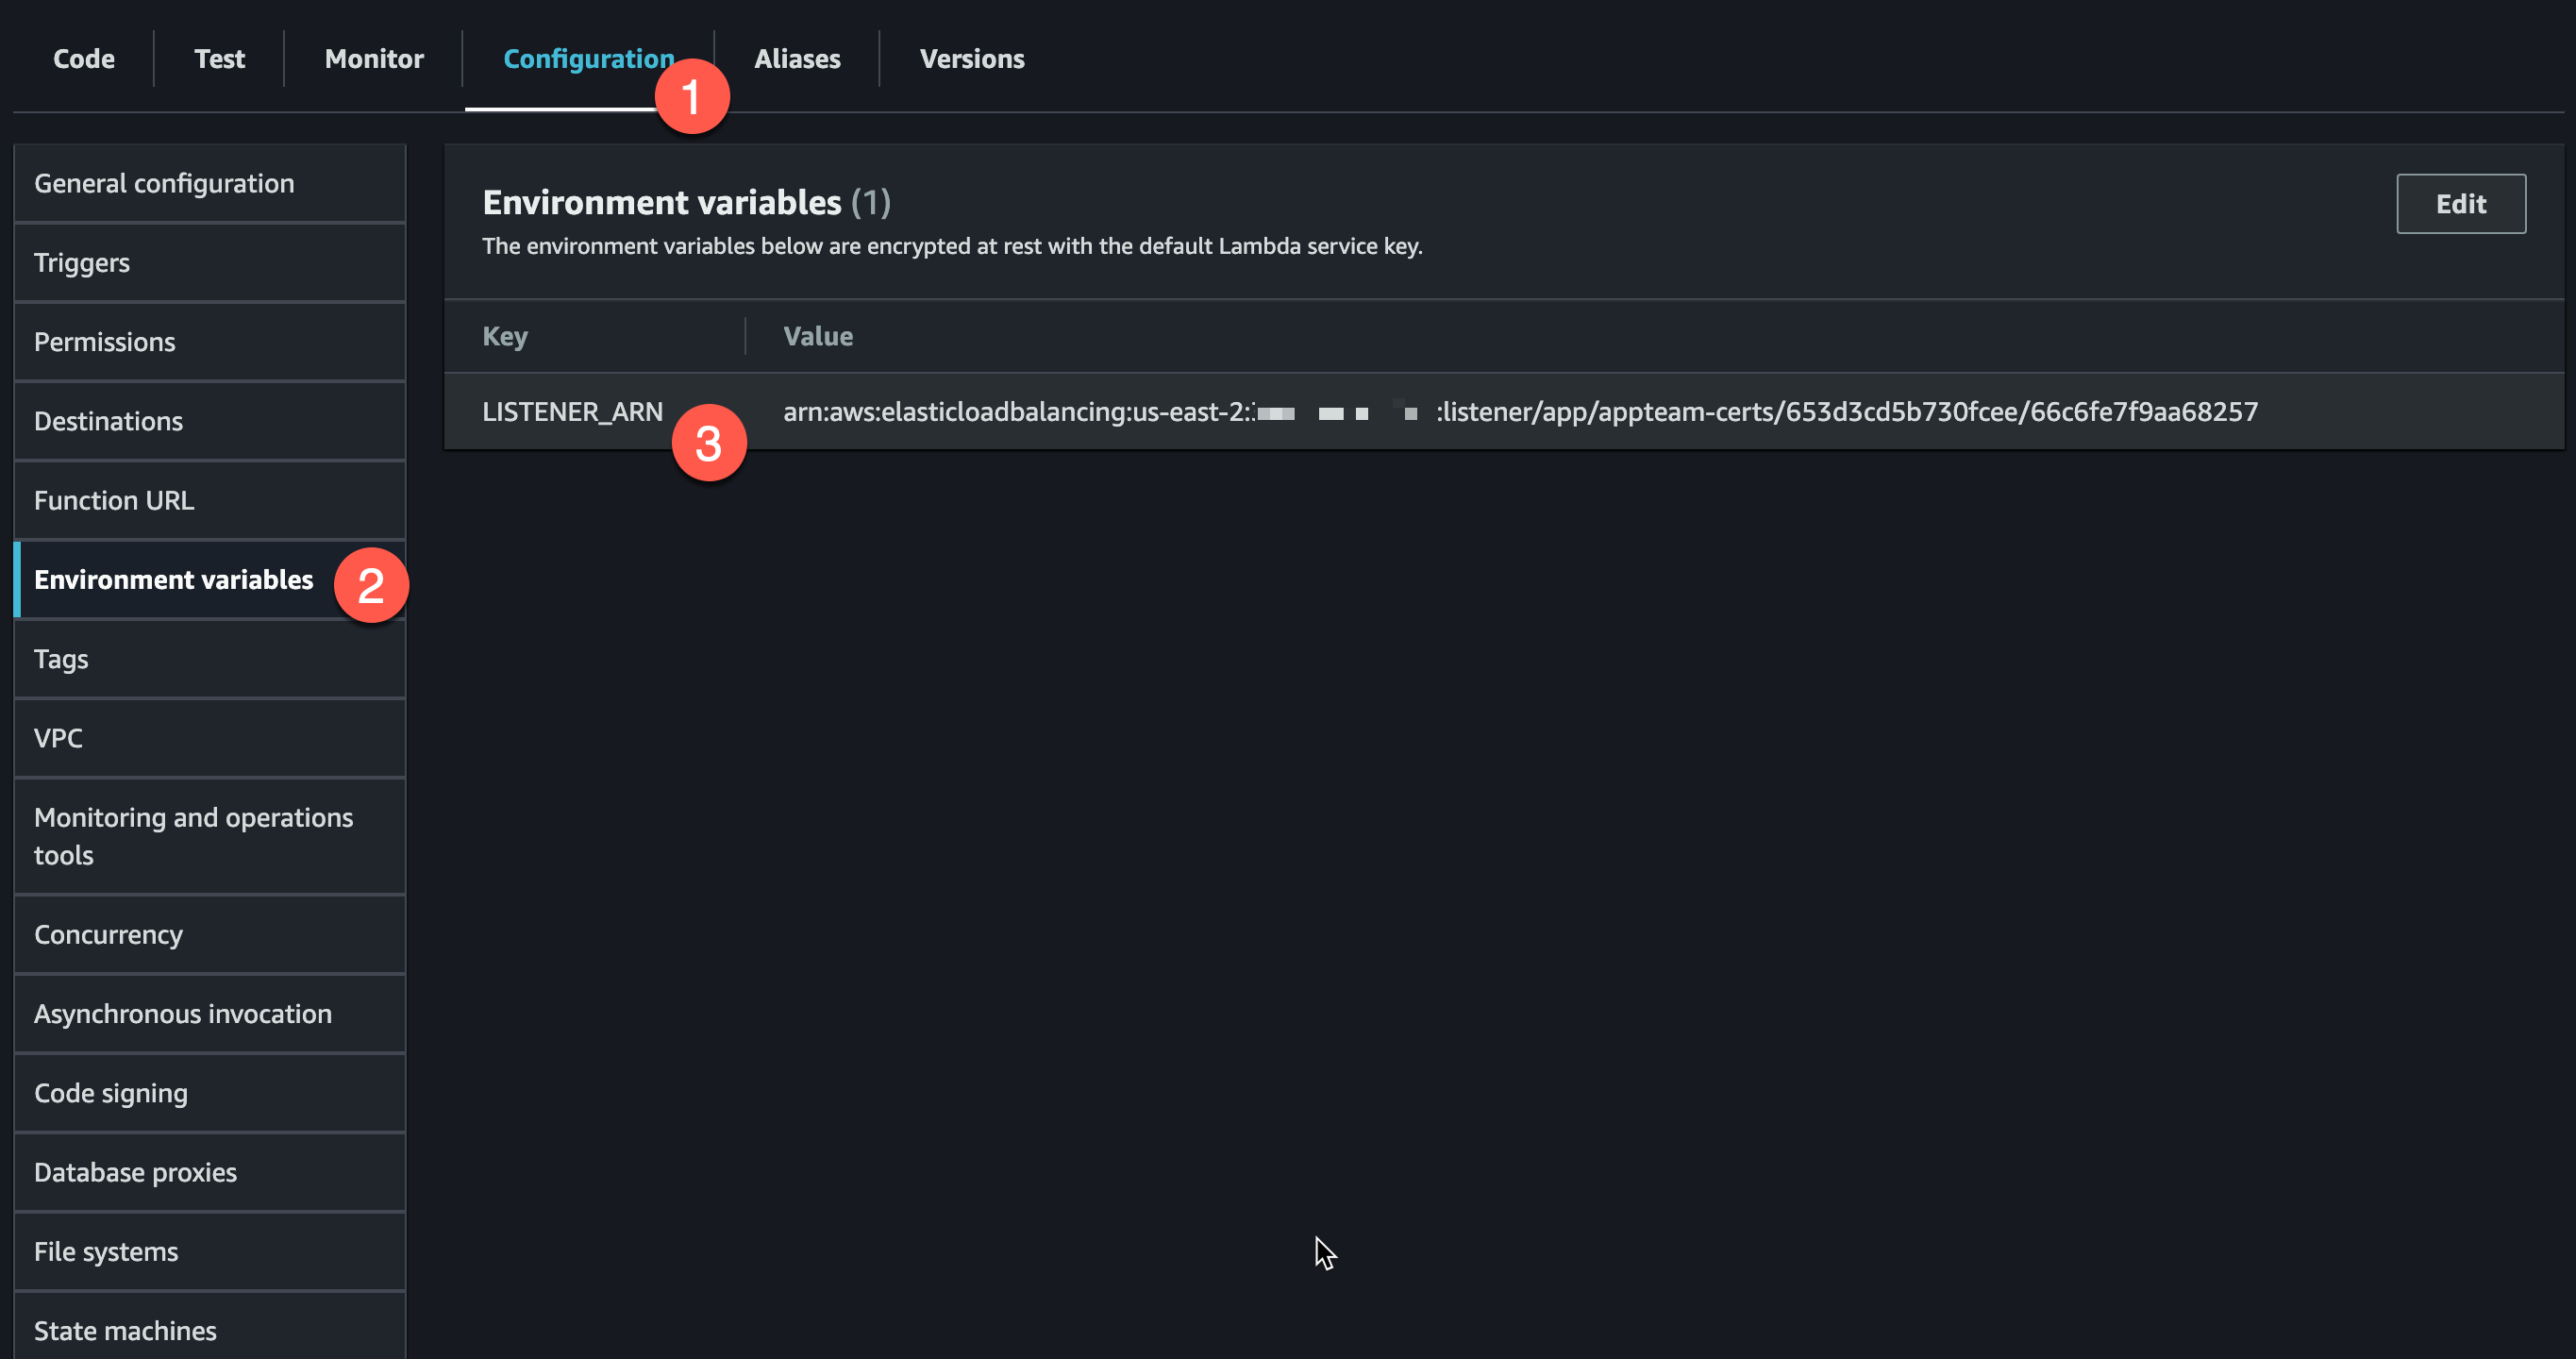 Code
Test
Monitor
Configuration
Aliases
Versions
1
General configuration
Triggers
Permissions
Destinations
Function URL
Environment variables
2
Tags
VPC
Monitoring and operations
tools
Concurrency
Asynchronous invocation
Code signing
Database proxies
File systems
State machines
Environment variables (1)
Edit
The environment variables below are encrypted at rest with the default Lambda service key.
Key
Value
LISTENER_ARN
3
arn:aws:elasticloadbalancing:us-east-2: :listener/app/appteam-certs/653d3cd5b730fcee/66c6fe7f9aa68257